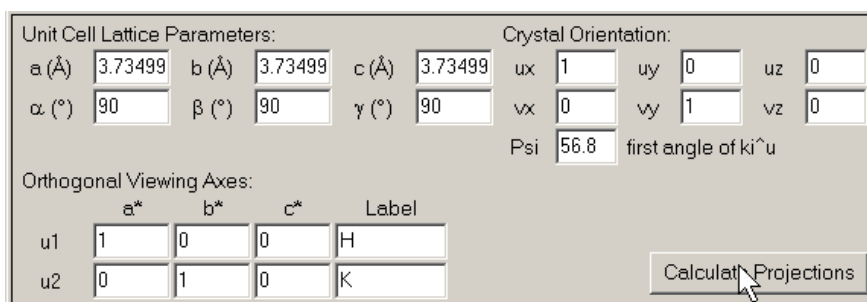 Unit Cell Lattice Parameters: Crystal Orientation:
a (Å) 3.73499 b (Å) 3.73499 c (Å) 3.73499 ux 1 uy 0 uz 0
α (°) 90 β (°) 90 γ (°) 90 vx 0 vy 1 vz 0
Psi 56.8 first angle of ki^u
Orthogonal Viewing Axes:
a* b* c* Label
u1 1 0 0 H
u2 0 1 0 K
Calculate Projections